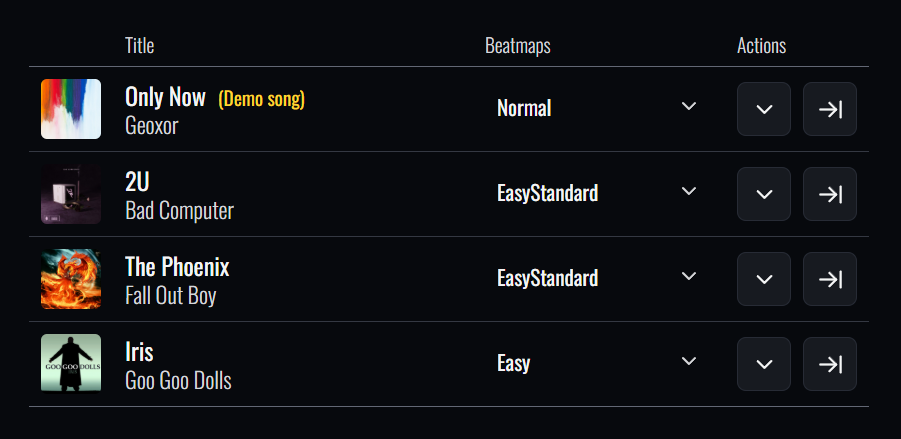 Title Beatmaps Actions
Only Now (Demo song)
Geoxor
Normal
2U
Bad Computer
EasyStandard
The Phoenix
Fall Out Boy
EasyStandard
GOO GOO DOLLS
Iris
Goo Goo Dolls
Easy